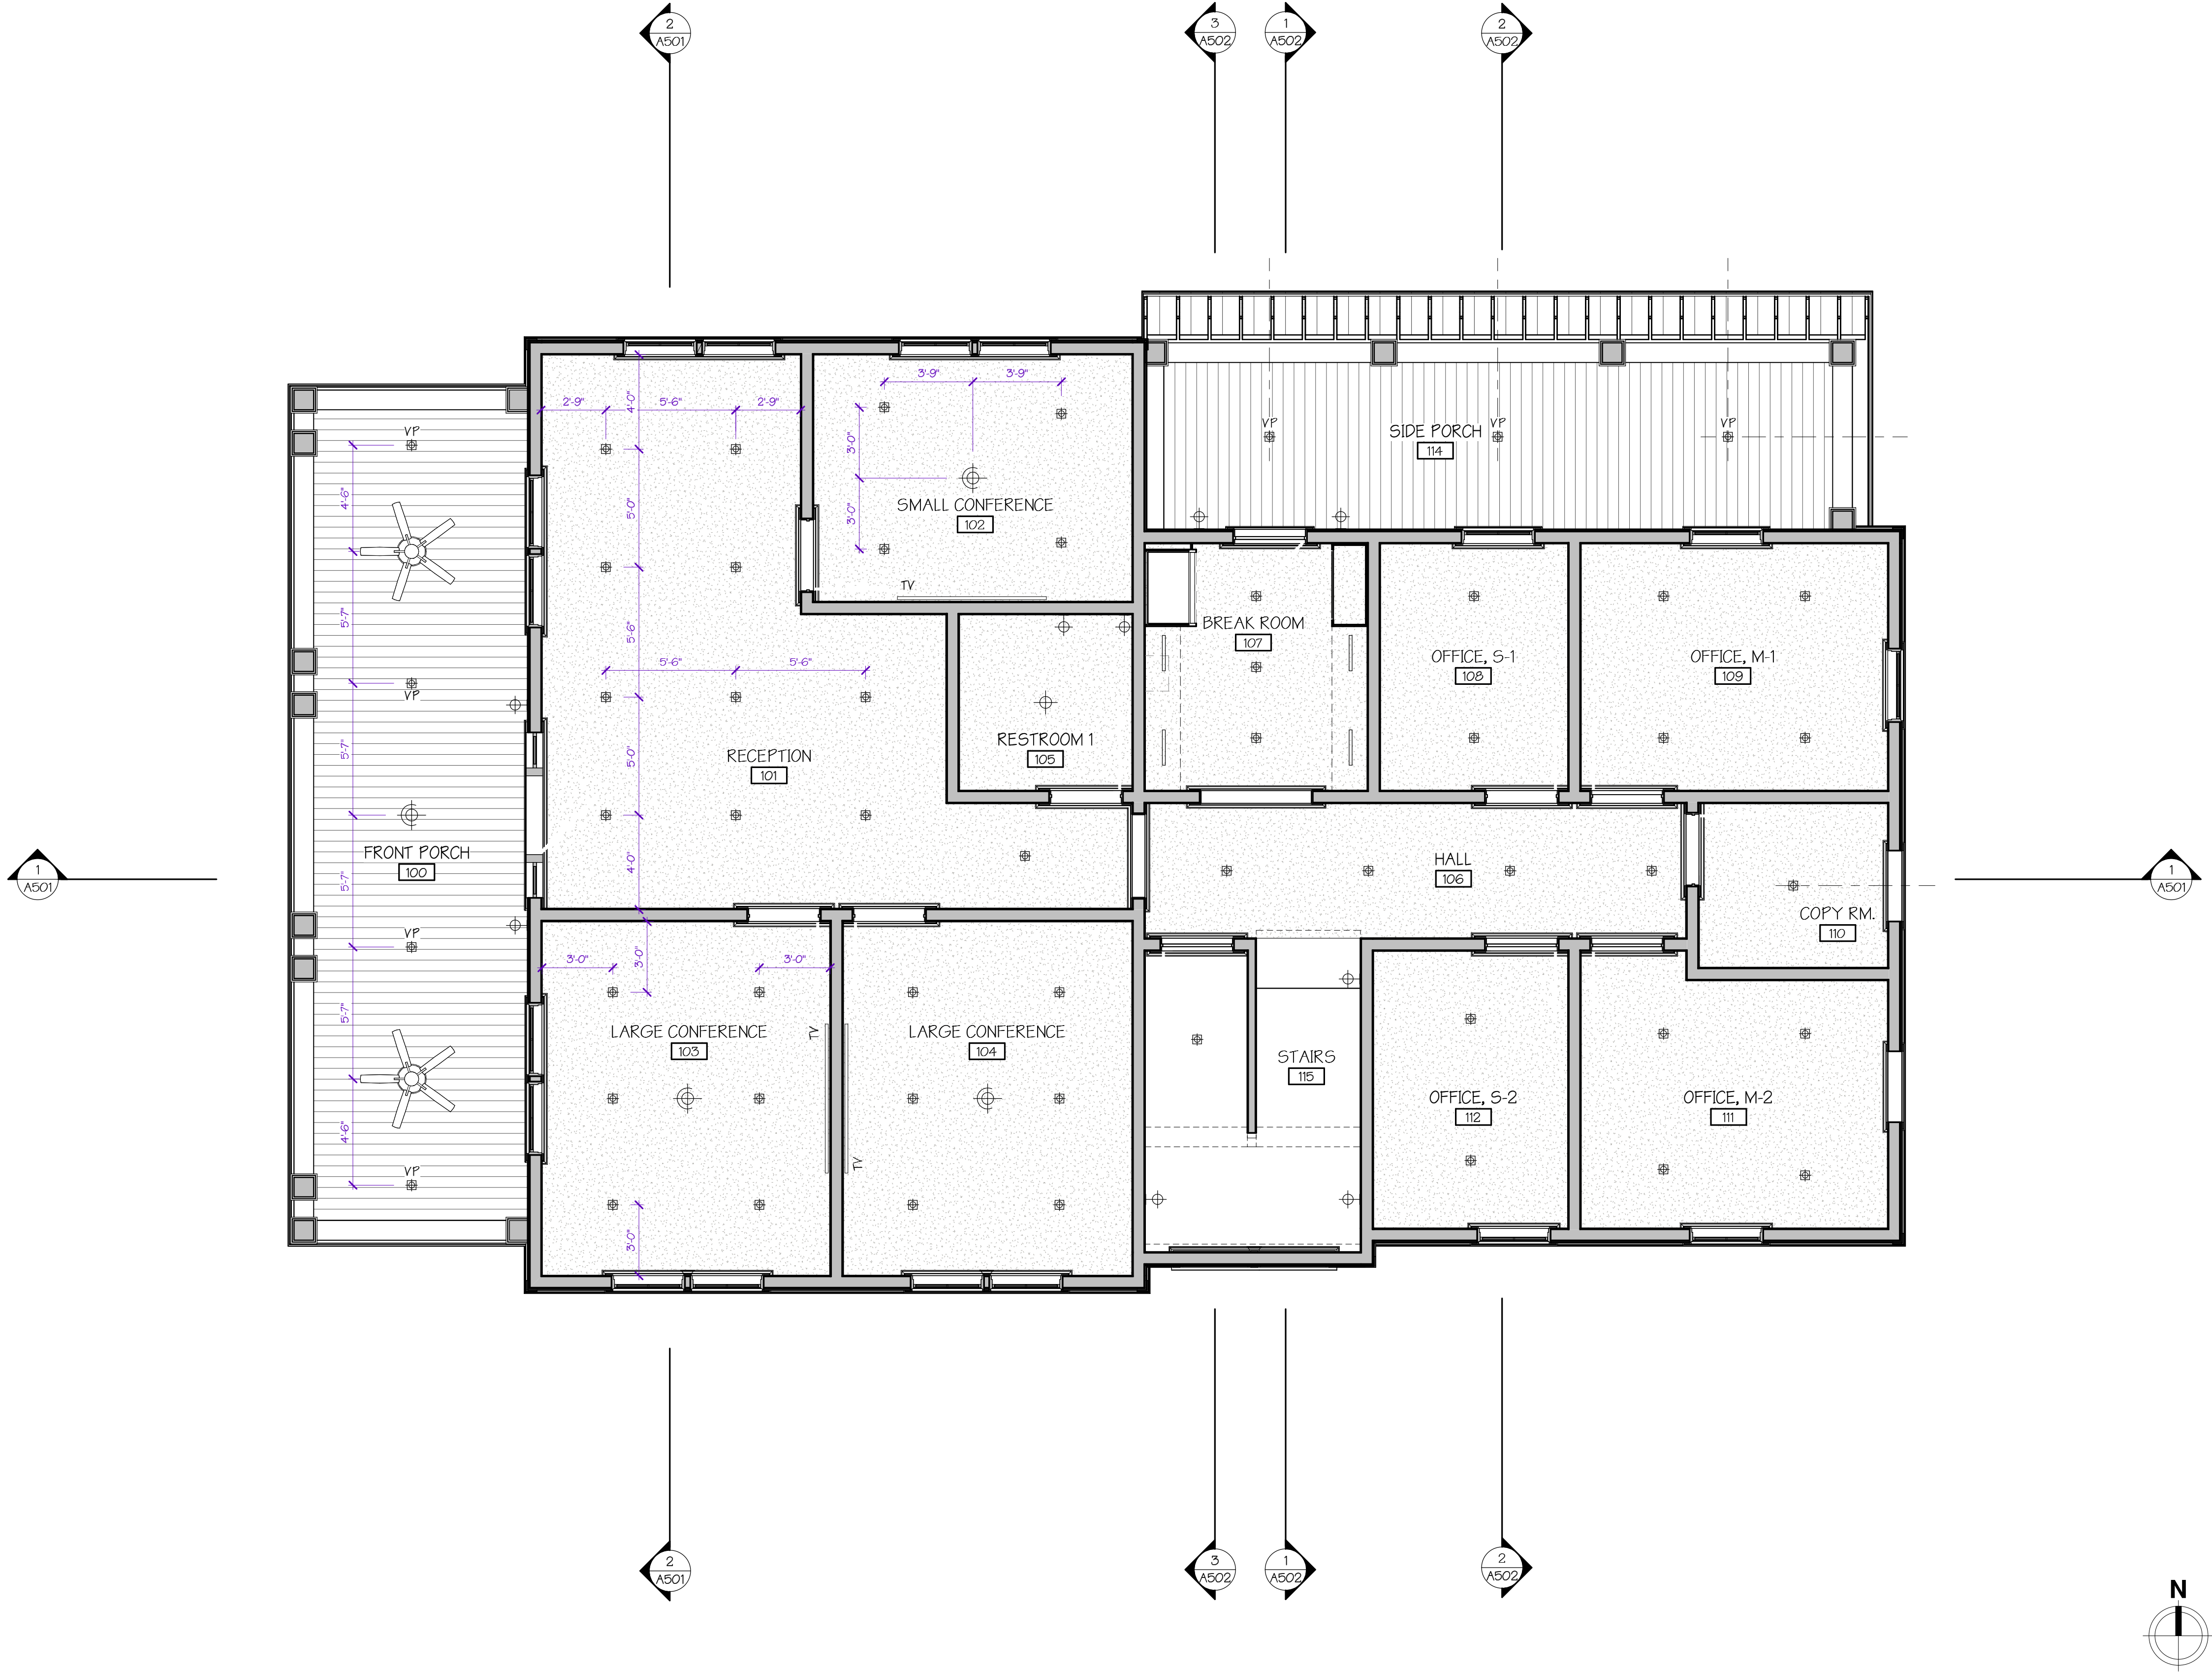 2
A501
3
A502
1
A502
2
A502
3'-9"
3'-9"
2'-9"
5'-6"
2'-9"
4'-0"
VP
VP
VP
VP
SIDE PORCH
114
3'-0"
3'-0"
4'-6"
5'-0"
SMALL CONFERENCE
102
TV
5'-7"
5'-6"
BREAK ROOM
107
OFFICE, S-1
108
OFFICE, M-1
109
5'-6"
5'-6"
VP
5'-7"
5'-0"
RECEPTION
101
RESTROOM 1
105
FRONT PORCH
100
5'-7"
4'-0"
HALL
106
1
A501
1
A501
COPY RM.
110
VP
3'-0"
3'-0"
3'-0"
5'-7"
LARGE CONFERENCE
103
TV
LARGE CONFERENCE
104
STAIRS
115
OFFICE, S-2
112
OFFICE, M-2
111
4'-6"
TV
VP
3'-0"
2
A501
3
A502
1
A502
2
A502
N